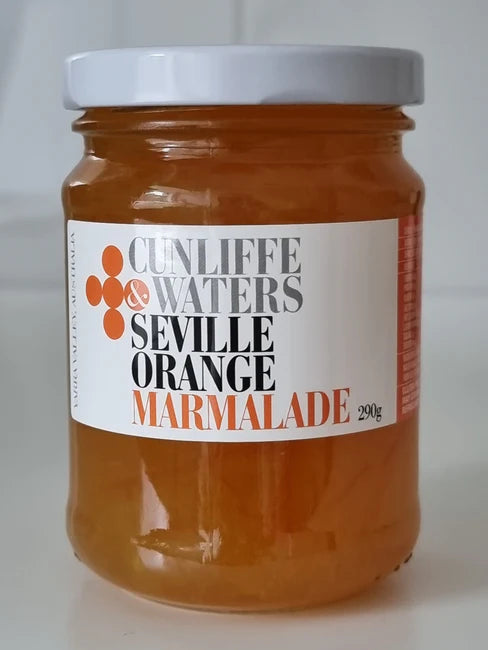 YARRA VALLEY, AUSTRALIA
CUNLIFFE
& WATERS
SEVILLE
ORANGE
MARMALADE 290g